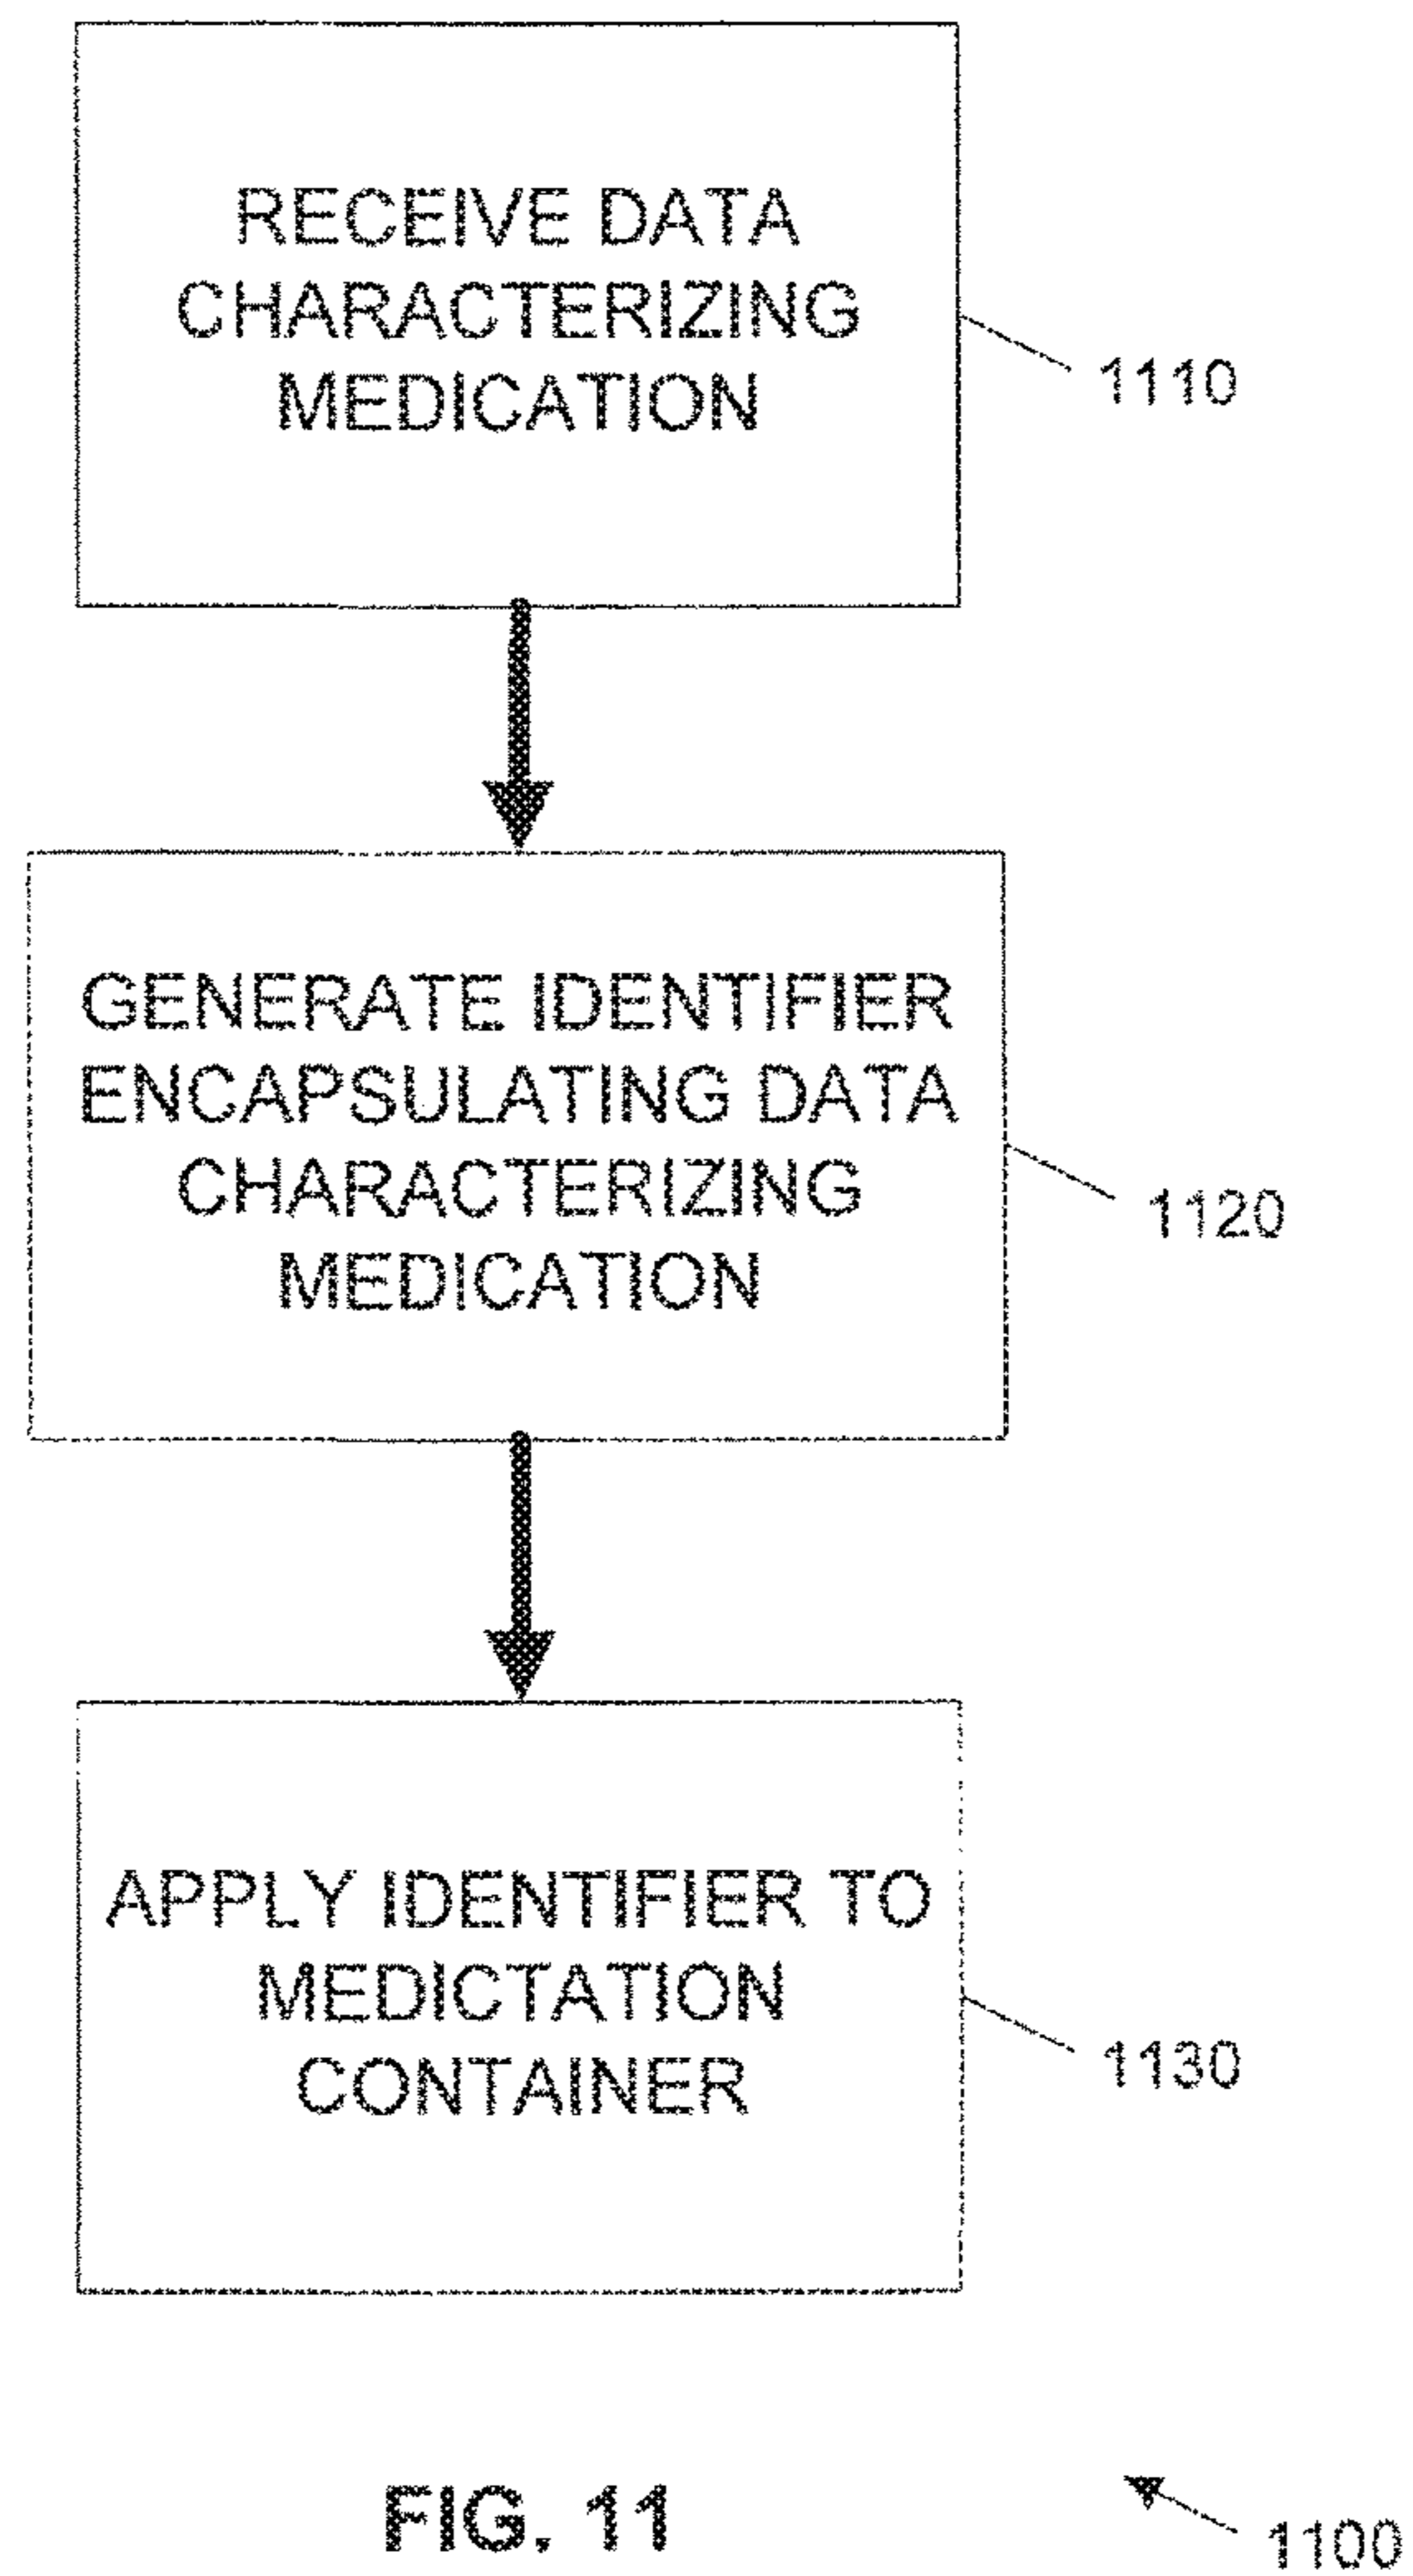 RECEIVE DATA
CHARACTERIZING
MEDICATION
1110
GENERATE IDENTIFIER
ENCAPSULATING DATA
CHARACTERIZING
MEDICATION
1120
APPLY IDENTIFIER TO
MEDICTATION
CONTAINER
1130
FIG. 11
1100